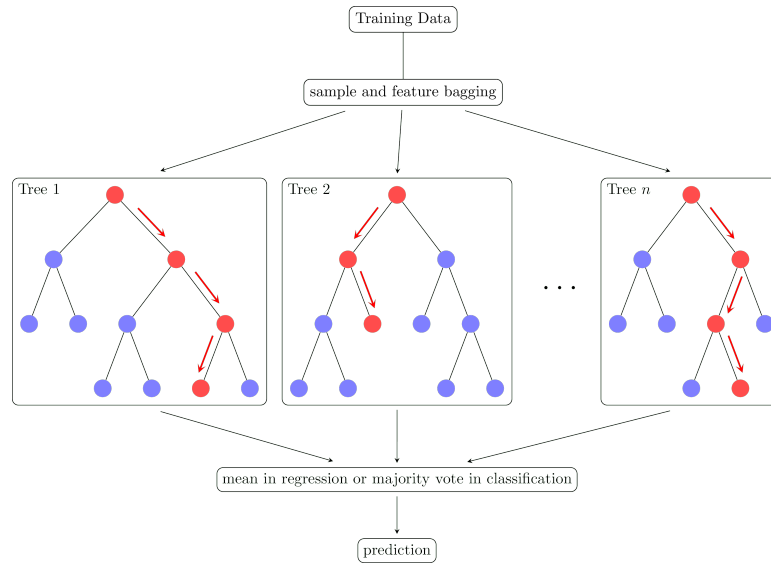 Training Data
sample and feature bagging
Tree 1
Tree 2
Tree n
...
mean in regression or majority vote in classification
prediction